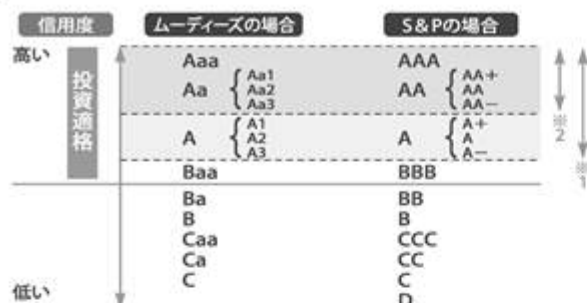 信用度 ムーディーズの場合 S&Pの場合
高い
投資適格
Aaa AAA
Aa { Aa1 Aa2 Aa3 AA { AA+ AA AA−
A { A1 A2 A3 A { A+ A A−
Baa BBB
※2
※1
Ba BB
B B
Caa CCC
Ca CC
C C
低い D